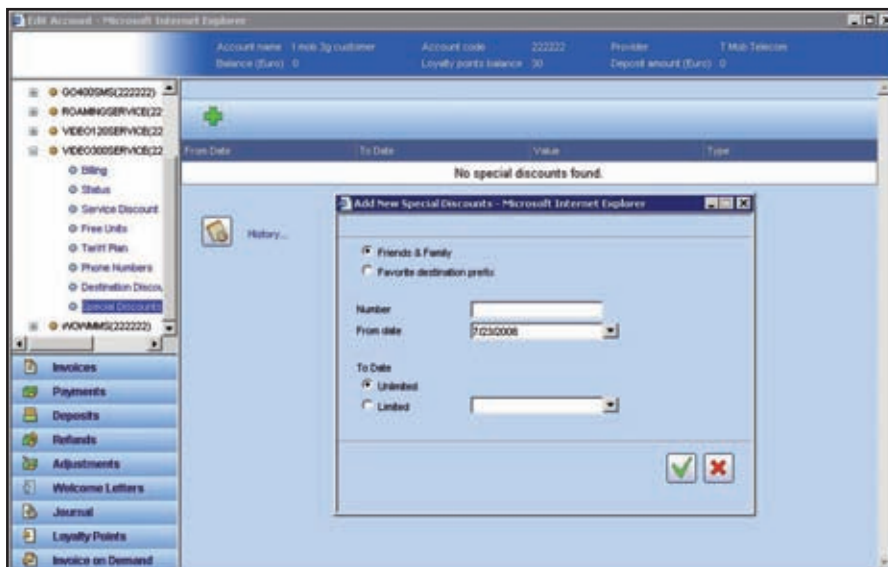 Edit Account - Microsoft Internet Explorer
Account name 1 mob 3g customer Account code 222222 Provider T Mob Telecom
Balance (Euro) 0 Loyalty points balance 30 Deposit amount (Euro) 0
GO400SMS(222222)
ROAMINGSERVICE(22
VIDEO120SERVICE(22
VIDEO300SERVICE(22
Billing
Status
Service Discount
Free Units
Tariff Plan
Phone Numbers
Destination Discou
Special Discounts
WOWMMS(222222)
Invoices
Payments
Deposits
Refunds
Adjustments
Welcome Letters
Journal
Loyalty Points
Invoice on Demand
From Date To Date Value Type
No special discounts found.
History...
Add New Special Discounts - Microsoft Internet Explorer
Friends & Family
Favorite destination prefix
Number
From date 7/23/2008
To Date
Unlimited
Limited